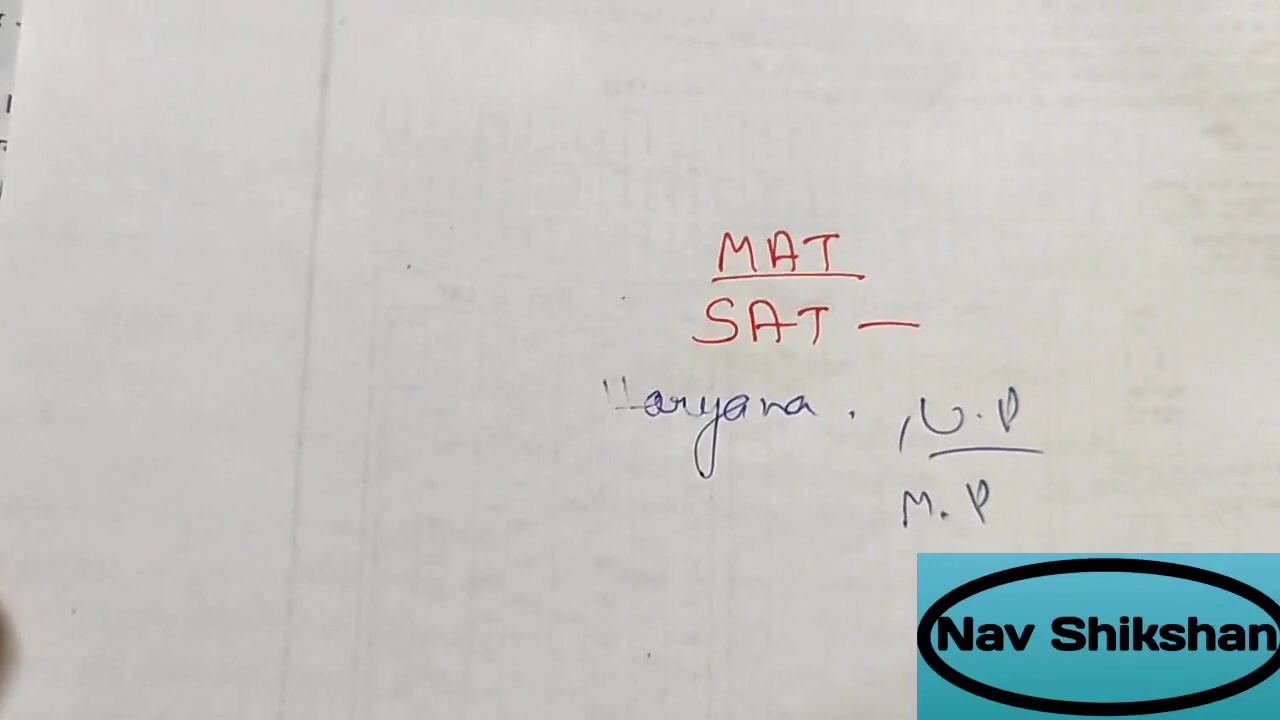 MAT
SAT —
Haryana. , U.P
M.P
Nav Shikshan